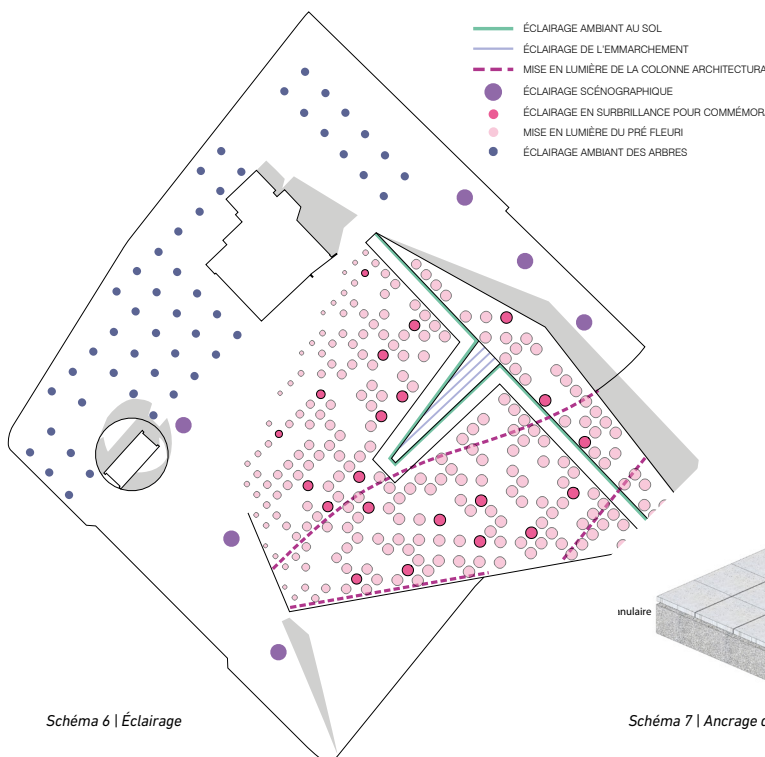 ÉCLAIRAGE AMBIANT AU SOL
ÉCLAIRAGE DE L'EMMARCHEMENT
MISE EN LUMIÈRE DE LA COLONNE ARCHITECTURA
ÉCLAIRAGE SCÉNOGRAPHIQUE
ÉCLAIRAGE EN SURBRILLANCE POUR COMMÉMOR
MISE EN LUMIÈRE DU PRÉ FLEURI
ÉCLAIRAGE AMBIANT DES ARBRES
nnulaire
Schéma 6 | Éclairage
Schéma 7 | Ancrage d